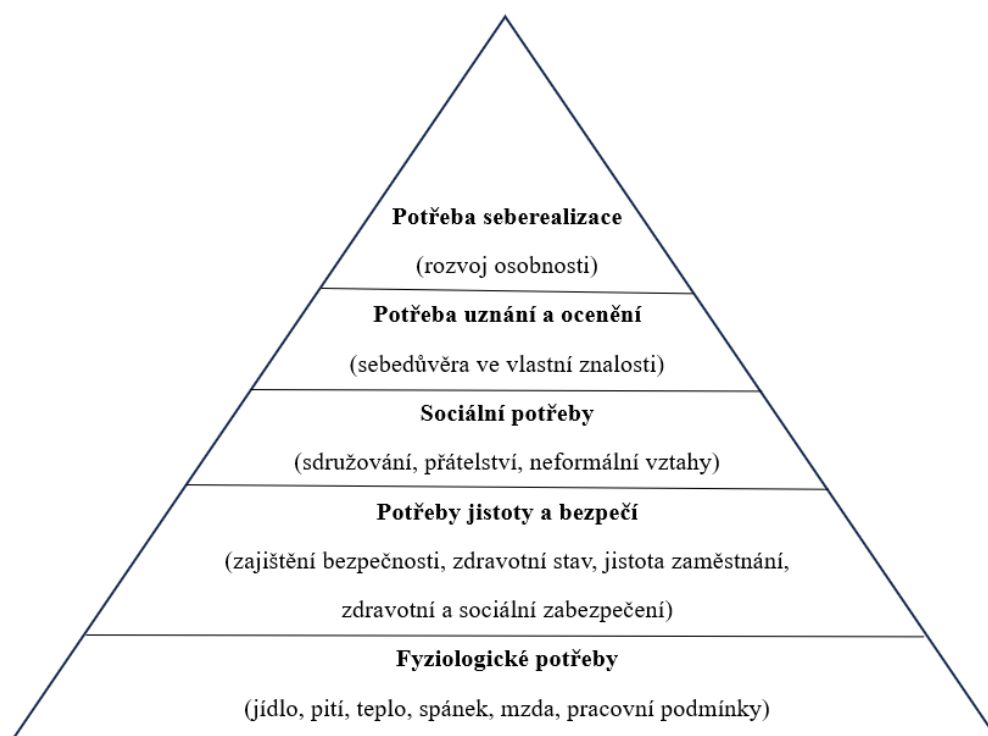 Potřeba seberealizace
(rozvoj osobnosti)
Potřeba uznání a ocenění
(sebedůvěra ve vlastní znalosti)
Sociální potřeby
(sdružování, přátelství, neformální vztahy)
Potřeby jistoty a bezpečí
(zajištění bezpečnosti, zdravotní stav, jistota zaměstnání,
zdravotní a sociální zabezpečení)
Fyziologické potřeby
(jídlo, pití, teplo, spánek, mzda, pracovní podmínky)